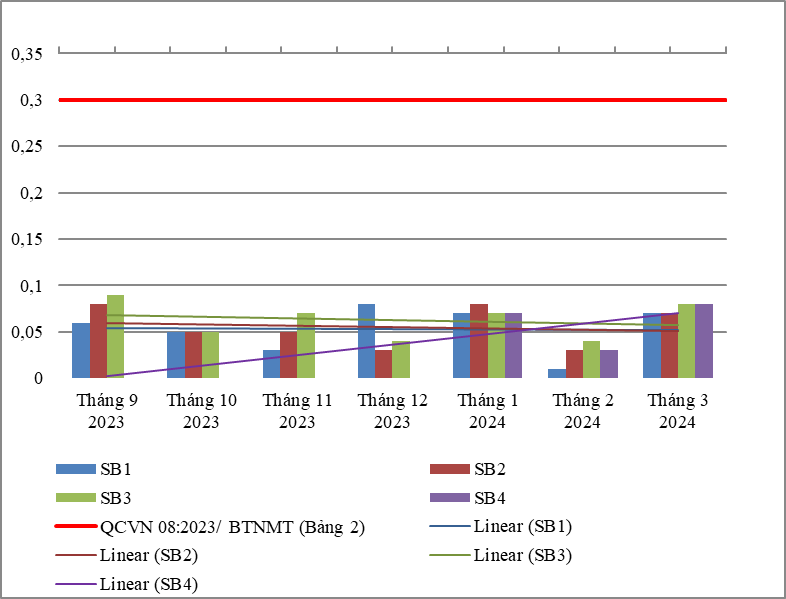 0,35
0,3
0,25
0,2
0,15
0,1
0,05
0
Tháng 9 2023
Tháng 10 2023
Tháng 11 2023
Tháng 12 2023
Tháng 1 2024
Tháng 2 2024
Tháng 3 2024
SB1
SB2
SB3
SB4
QCVN 08:2023/ BTNMT (Bảng 2)
Linear (SB1)
Linear (SB2)
Linear (SB3)
Linear (SB4)